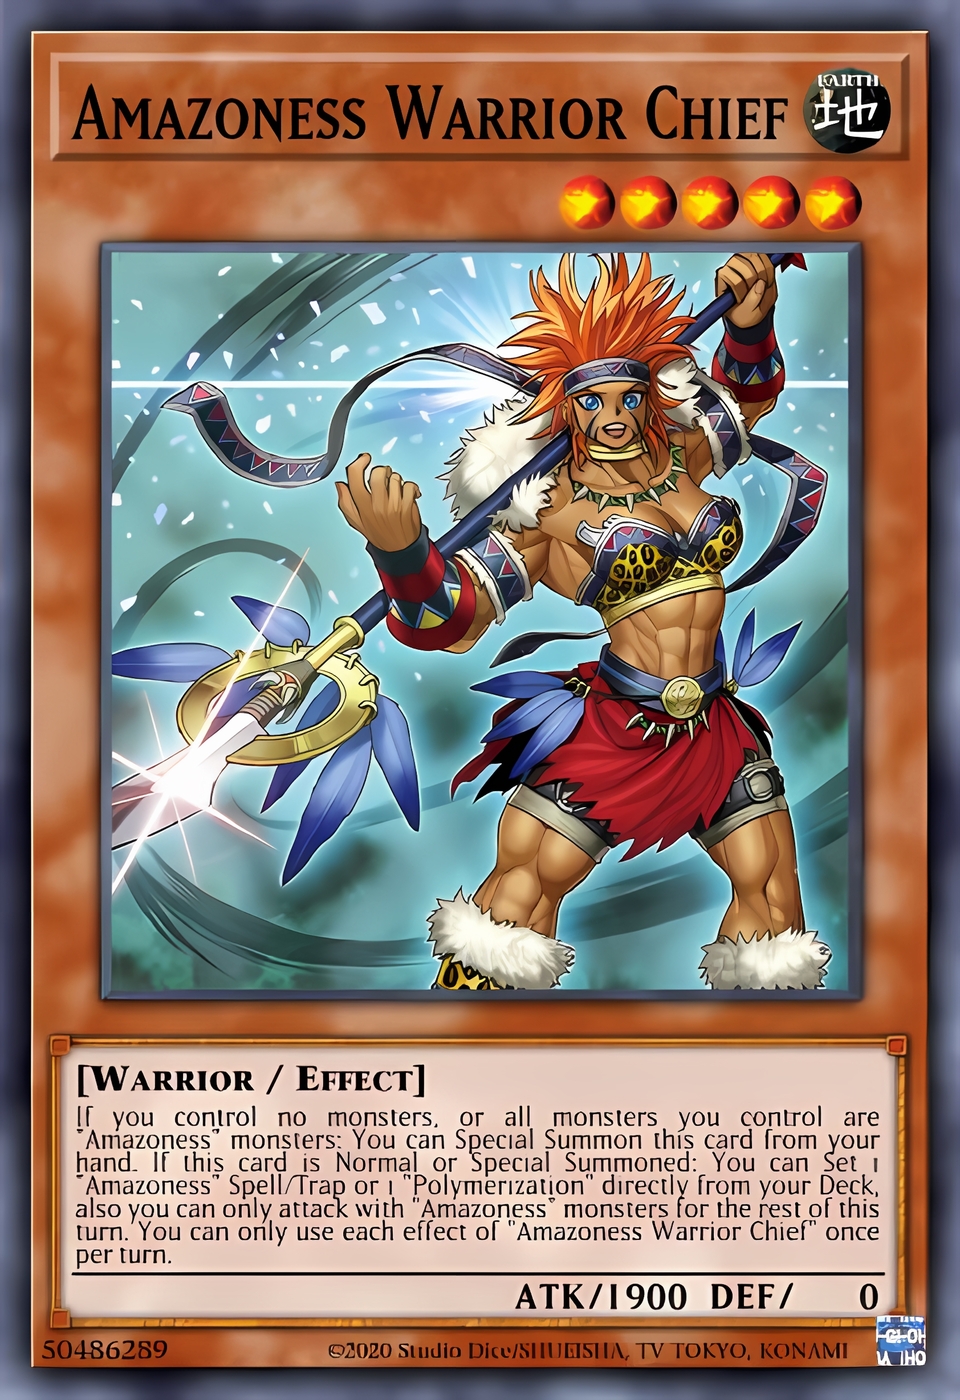 Amazoness Warrior Chief
EARTH
地
[Warrior / Effect]
If you control no monsters, or all monsters you control are
"Amazoness" monsters: You can Special Summon this card from your
hand. If this card is Normal or Special Summoned: You can Set 1
"Amazoness" Spell/Trap or 1 "Polymerization" directly from your Deck,
also you can only attack with "Amazoness" monsters for the rest of this
turn. You can only use each effect of "Amazoness Warrior Chief" once
per turn.
ATK/1900 DEF/ 0
50486289
©2020 Studio Dice/SHUEISHA, TV TOKYO, KONAMI